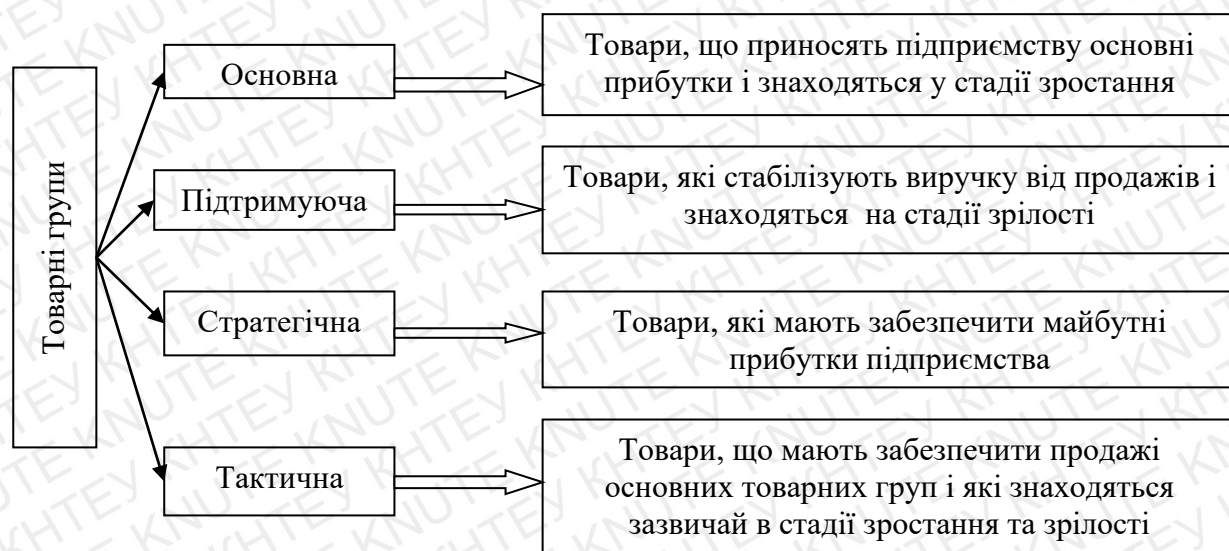 Товарні групи
Основна
Товари, що приносять підприємству основні
прибутки і знаходяться у стадії зростання
Підтримуюча
Товари, які стабілізують виручку від продажів і
знаходяться на стадії зрілості
Стратегічна
Товари, які мають забезпечити майбутні
прибутки підприємства
Тактична
Товари, що мають забезпечити продажі
основних товарних груп і які знаходяться
зазвичай в стадії зростання та зрілості